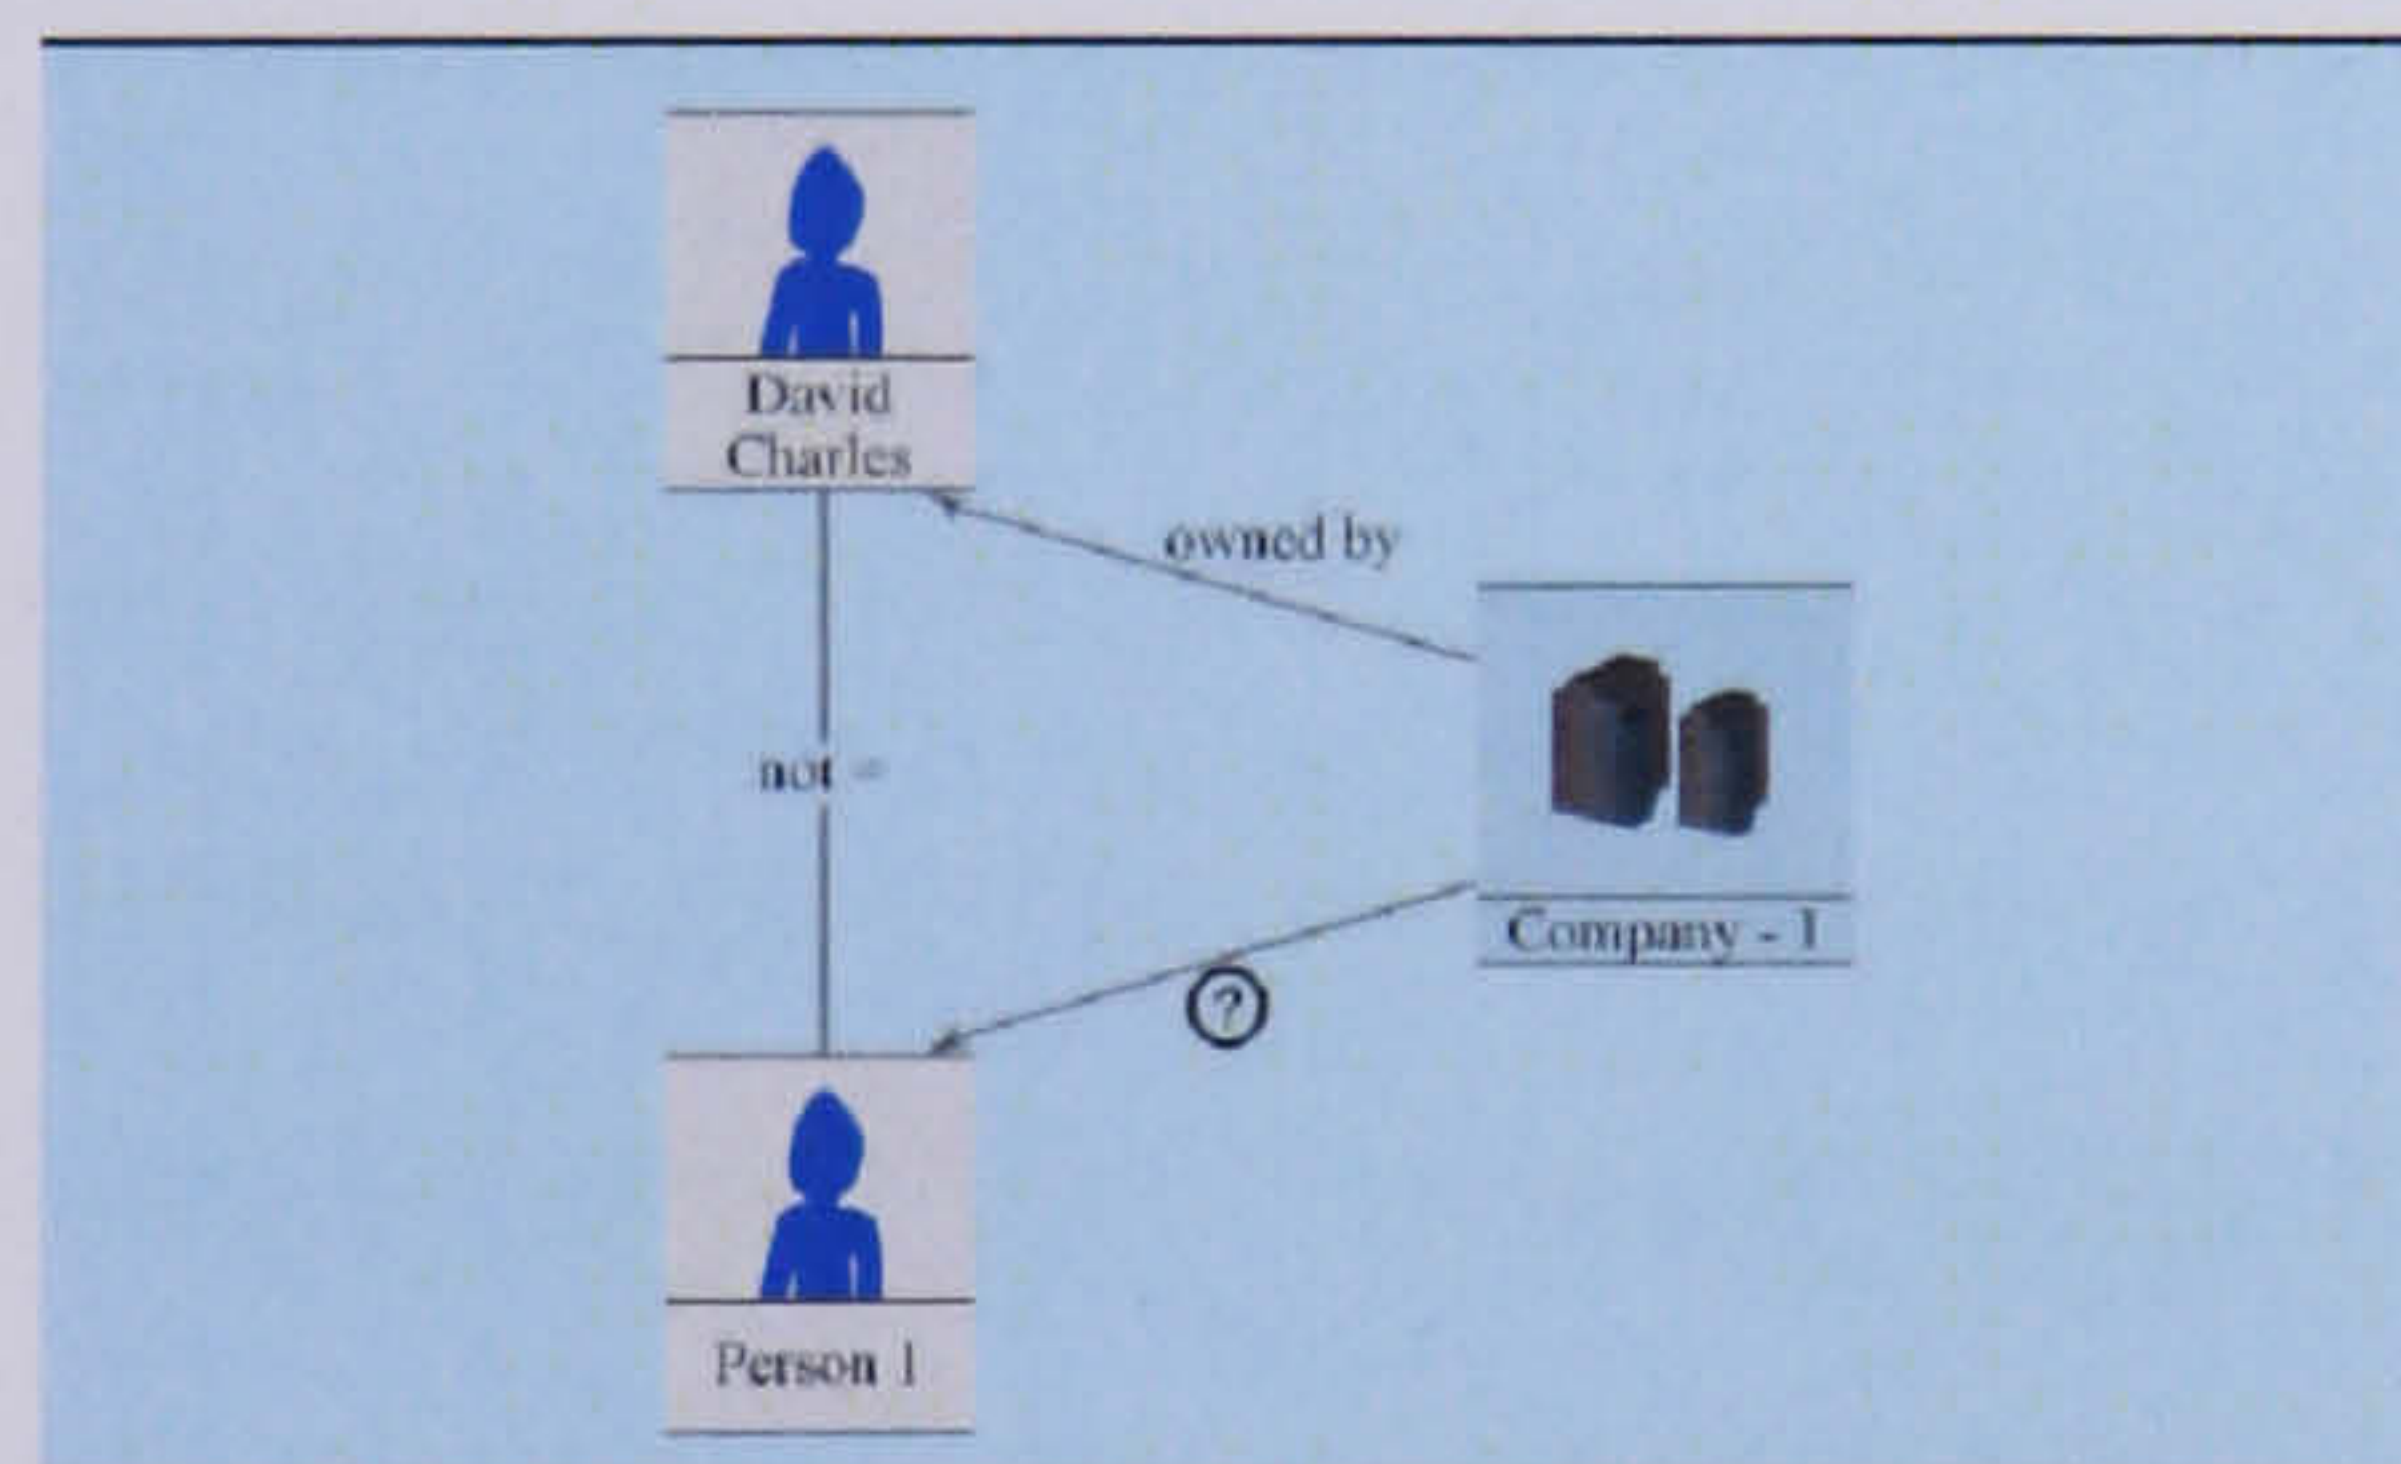 David
Charles
owned by
not =
Company - 1
?
Person 1